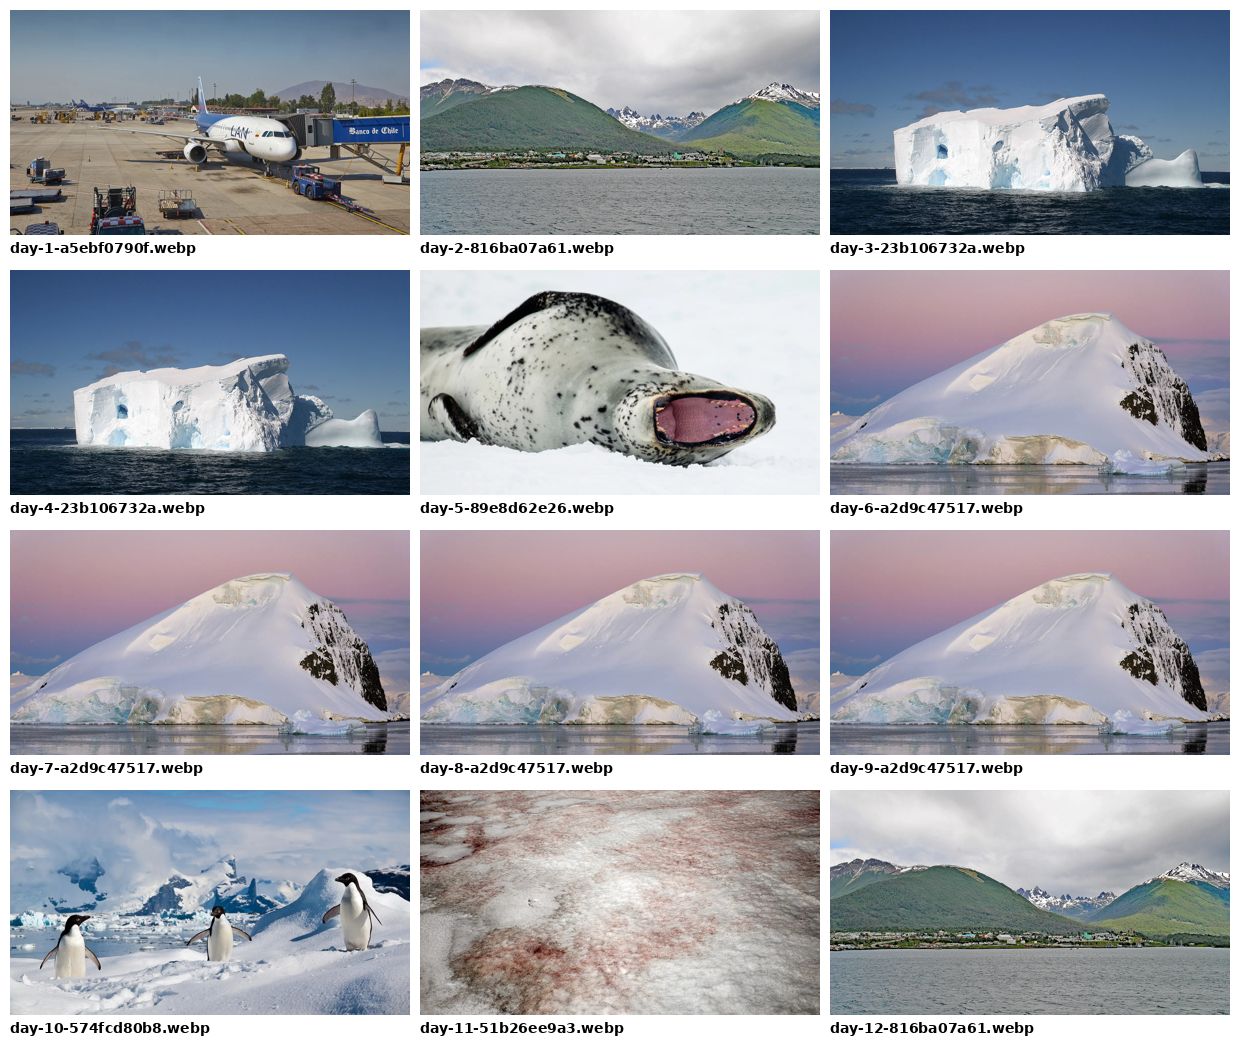 LAN
Banco de Chile
day-1-a5ebf0790f.webp
day-2-816ba07a61.webp
day-3-23b106732a.webp
day-4-23b106732a.webp
day-5-89e8d62e26.webp
day-6-a2d9c47517.webp
day-7-a2d9c47517.webp
day-8-a2d9c47517.webp
day-9-a2d9c47517.webp
day-10-574fcd80b8.webp
day-11-51b26ee9a3.webp
day-12-816ba07a61.webp